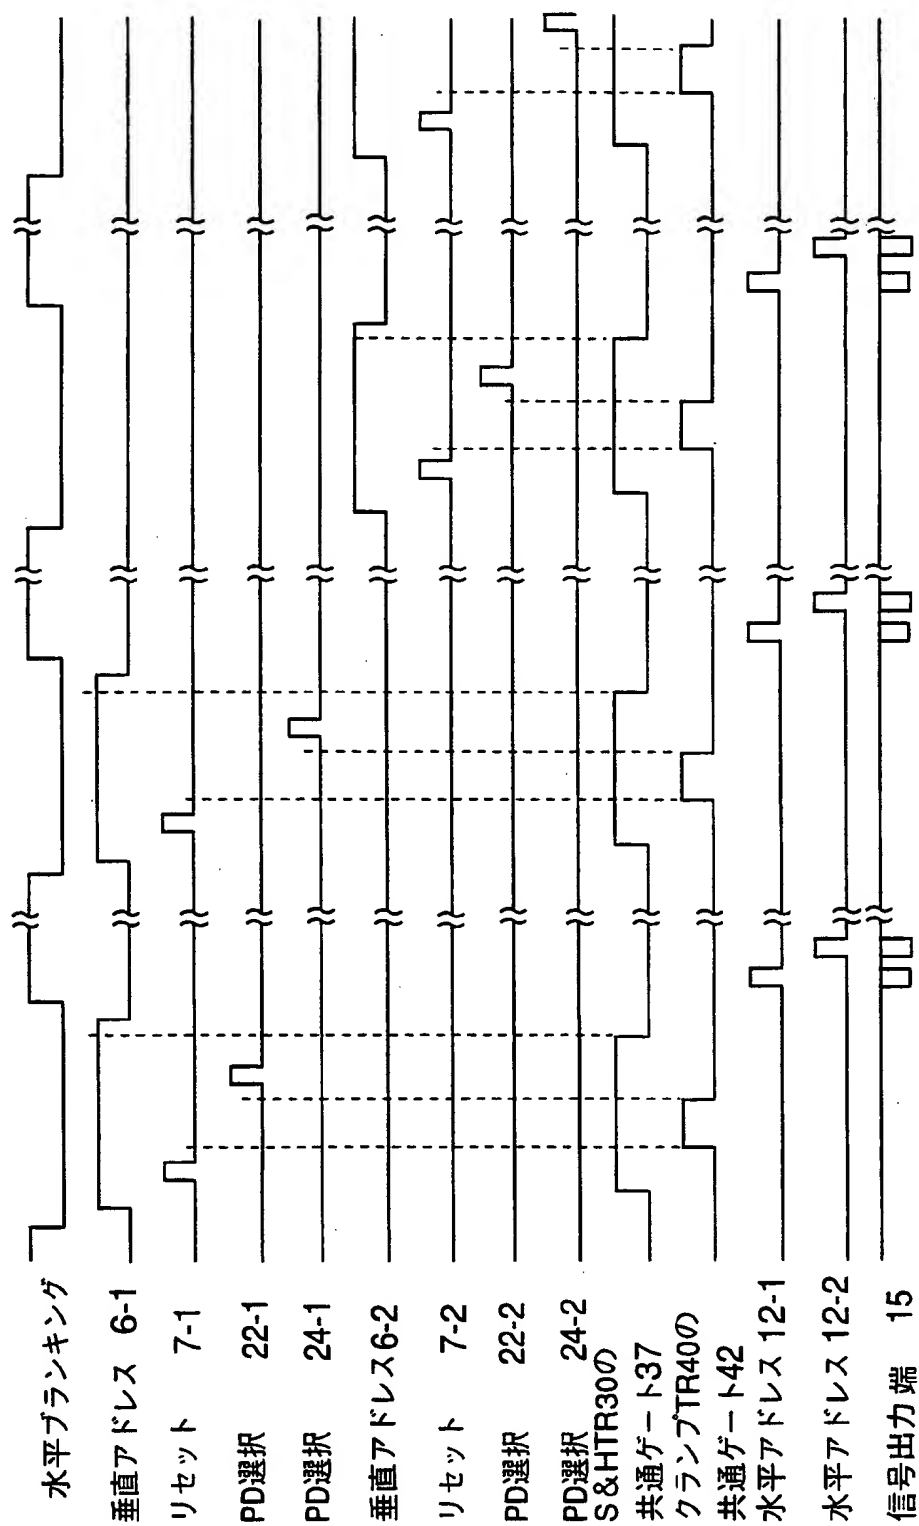 水平ブランキング
垂直アドレス 6-1
リセット 7-1
PD選択 22-1
PD選択 24-1
垂直アドレス6-2
リセット 7-2
PD選択 22-2
PD選択 24-2
S&HTR30の
共通ゲート37
クランプTR40の
共通ゲート42
水平アドレス 12-1
水平アドレス 12-2
信号出力端 15